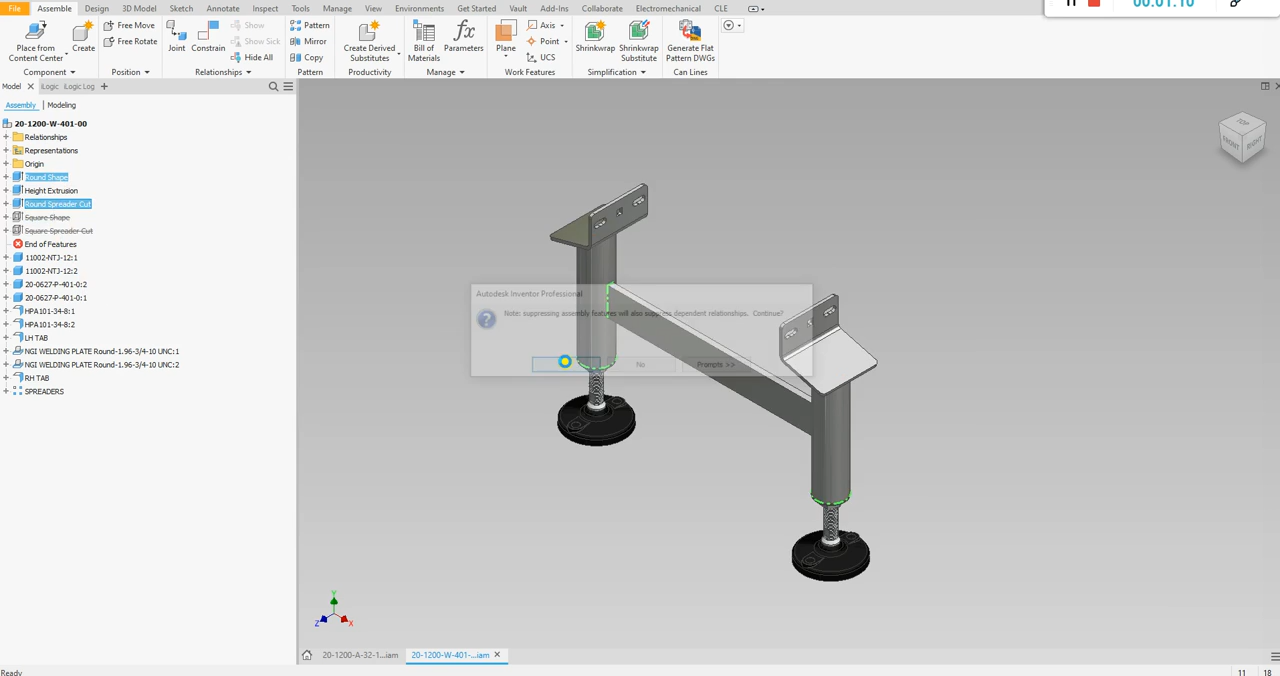 File Assemble Design 3D Model Sketch Annotate Inspect Tools Manage View Environments Get Started Vault Add-Ins Collaborate Electromechanical CLE
00:01:10
Place from Content Center
Create
Free Move
Free Rotate
Joint
Constrain
Show
Show Sick
Hide All
Pattern
Mirror
Copy
Create Derived Substitutes
Bill of Materials
Parameters
Plane
Axis
Point
UCS
Shrinkwrap
Shrinkwrap Substitute
Generate Flat Pattern DWGs
Component Position Relationships Pattern Productivity Manage Work Features Simplification Can Lines
Model iLogic iLogic Log
Assembly Modeling
20-1200-W-401-00
Relationships
Representations
Origin
Round Shape
Height Extrusion
Round Spreader Cut
Square Shape
Square Spreader Cut
End of Features
11002-NTJ-12:1
11002-NTJ-12:2
20-0627-P-401-0:2
20-0627-P-401-0:1
HPA101-34-8:1
HPA101-34-8:2
LH TAB
NGI WELDING PLATE Round-1.96-3/4-10 UNC:1
NGI WELDING PLATE Round-1.96-3/4-10 UNC:2
RH TAB
SPREADERS
TOP
FRONT
RIGHT
Autodesk Inventor Professional
Note: suppressing assembly features will also suppress dependent relationships. Continue?
No
Prompts >>
Y
Z
X
20-1200-A-32-1...iam
20-1200-W-401-...iam
Ready
11 18